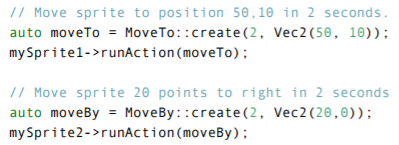 // Move sprite to position 50,10 in 2 seconds.
auto moveTo = MoveTo::create(2, Vec2(50, 10));
mySprite1->runAction(moveTo);
// Move sprite 20 points to right in 2 seconds
auto moveBy = MoveBy::create(2, Vec2(20,0));
mySprite2->runAction(moveBy);